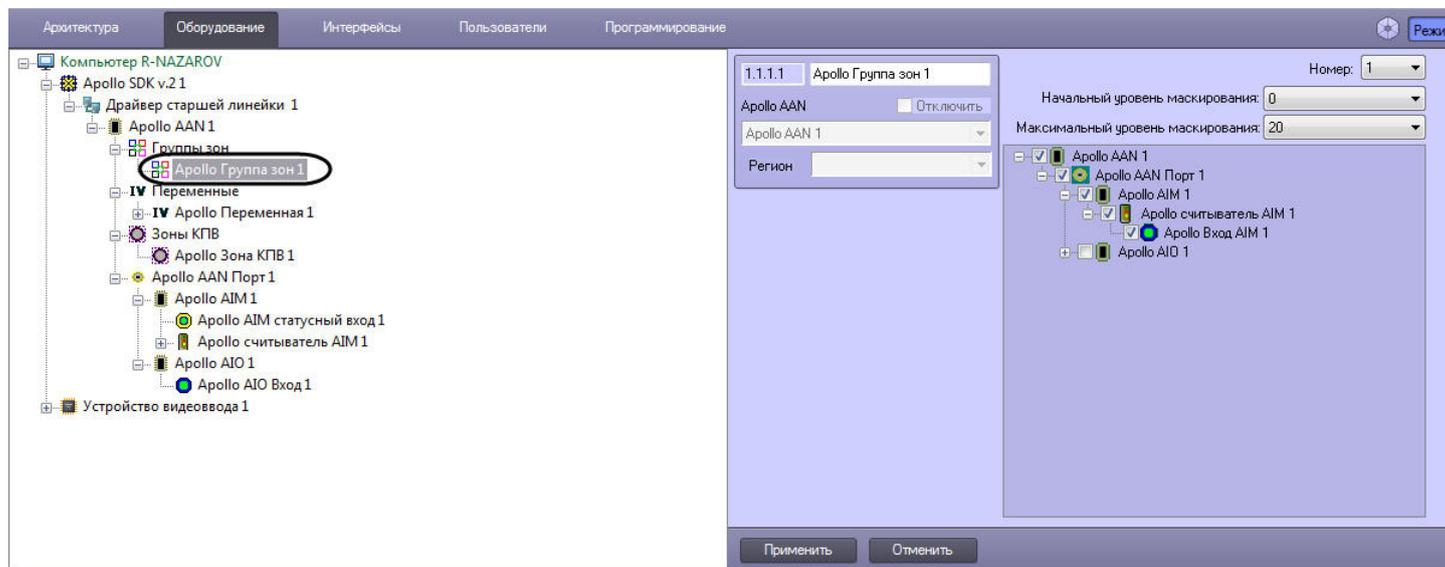 Архитектура Оборудование Интерфейсы Пользователи Программирование
Компьютер R-NAZAROV
Apollo SDK v.2 1
Драйвер старшей линейки 1
Apollo AAN 1
Группы зон
Apollo Группа зон 1
IV Переменные
IV Apollo Переменная 1
Зоны КПВ
Apollo Зона КПВ 1
Apollo AAN Порт 1
Apollo AIM 1
Apollo AIM статусный вход 1
Apollo считыватель AIM 1
Apollo AIO 1
Apollo AIO Вход 1
Устройство видеоввода 1
1.1.1.1 Apollo Группа зон 1
Apollo AAN Отключить
Apollo AAN 1
Регион
Номер: 1
Начальный уровень маскирования: 0
Максимальный уровень маскирования: 20
Apollo AAN 1
Apollo AAN Порт 1
Apollo AIM 1
Apollo считыватель AIM 1
Apollo Вход AIM 1
Apollo AIO 1
Применить Отменить